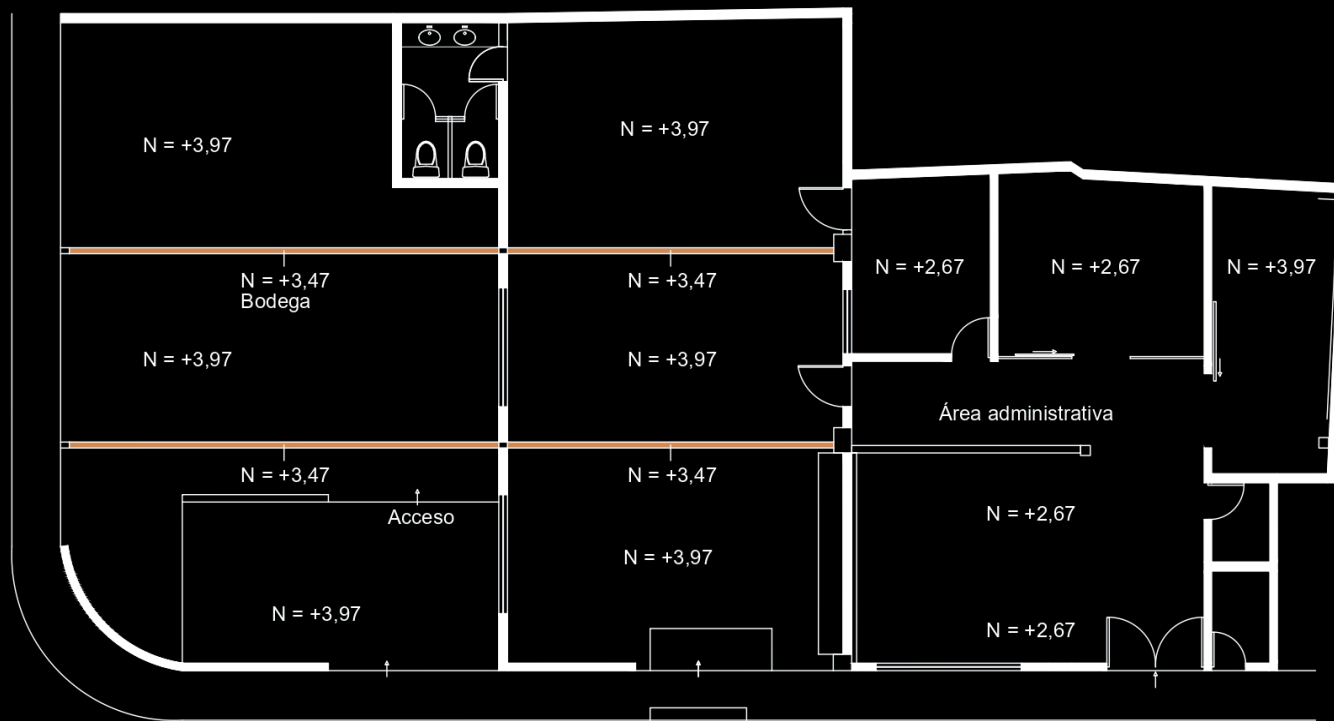 N = +3,97
N = +3,97
N = +3,47
Bodega
N = +3,47
N = +2,67
N = +2,67
N = +3,97
N = +3,97
N = +3,97
Área administrativa
N = +3,47
N = +3,47
Acceso
N = +2,67
N = +3,97
N = +3,97
N = +2,67